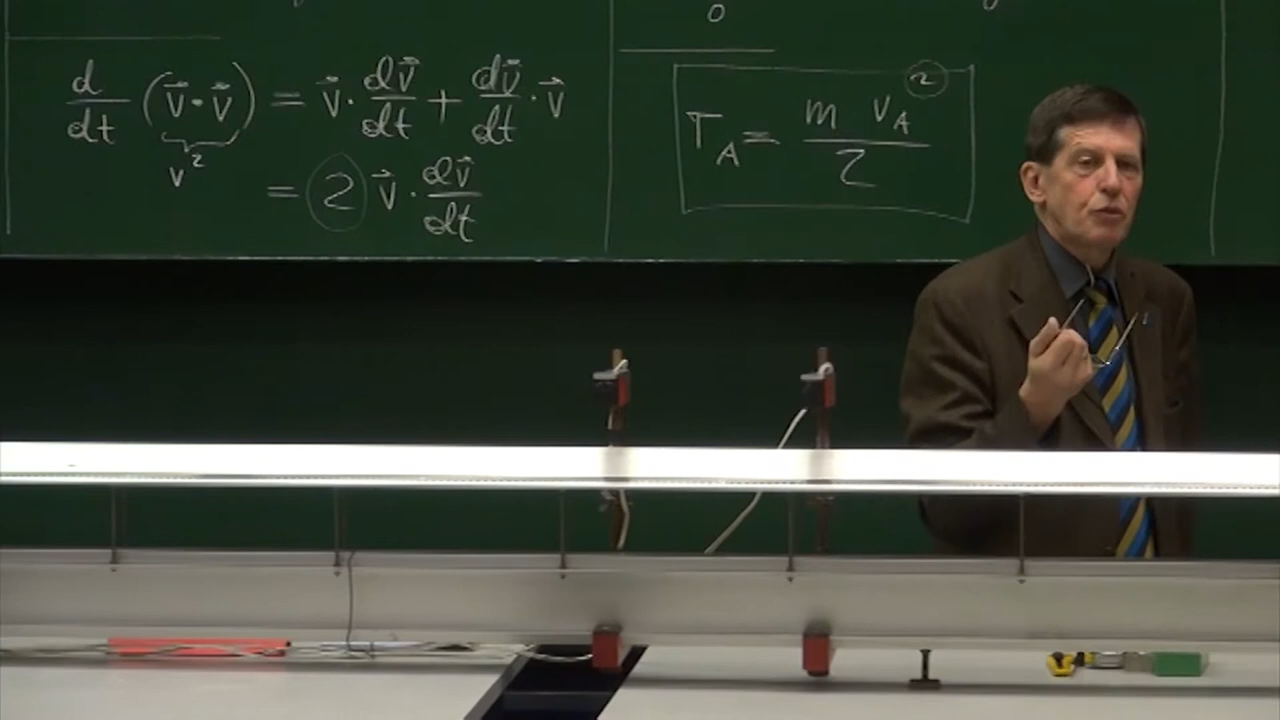 d/dt (v⃗·v⃗) = v⃗· dv⃗/dt + dv⃗/dt · v⃗
v²
= 2 v⃗· dv⃗/dt
0
T_A = m v_A² / 2